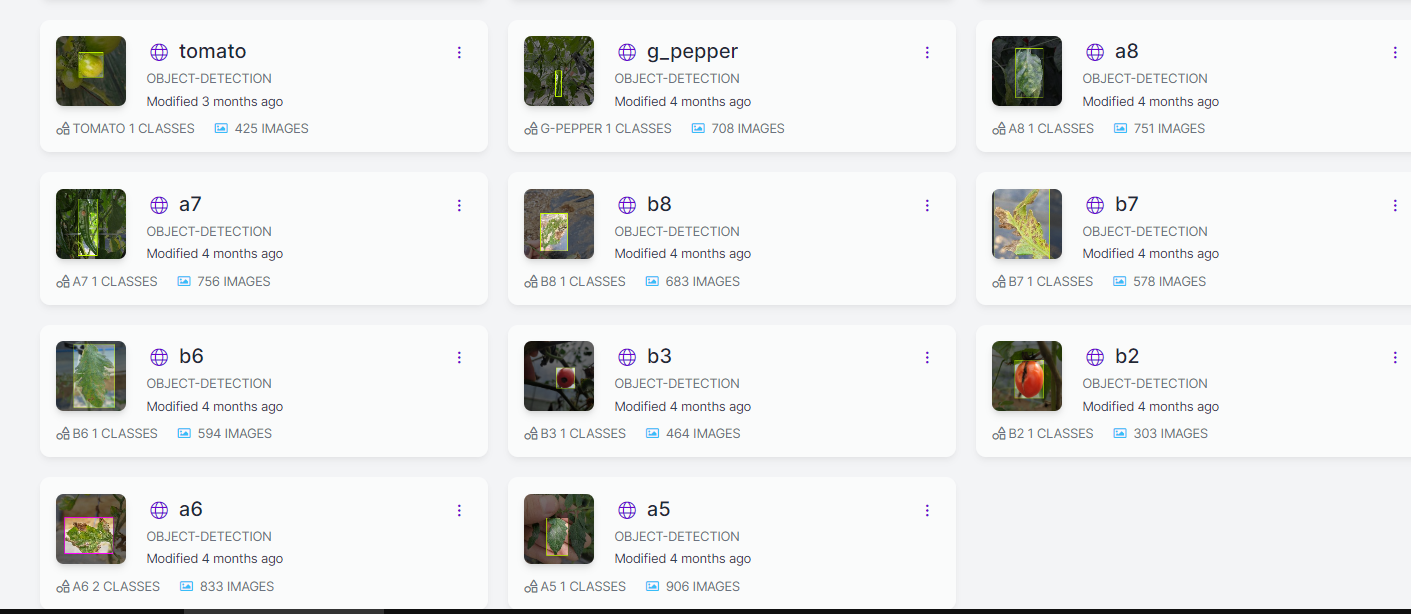 tomato
OBJECT-DETECTION
Modified 3 months ago
TOMATO 1 CLASSES 425 IMAGES
g_pepper
OBJECT-DETECTION
Modified 4 months ago
G-PEPPER 1 CLASSES 708 IMAGES
a8
OBJECT-DETECTION
Modified 4 months ago
A8 1 CLASSES 751 IMAGES
a7
OBJECT-DETECTION
Modified 4 months ago
A7 1 CLASSES 756 IMAGES
b8
OBJECT-DETECTION
Modified 4 months ago
B8 1 CLASSES 683 IMAGES
b7
OBJECT-DETECTION
Modified 4 months ago
B7 1 CLASSES 578 IMAGES
b6
OBJECT-DETECTION
Modified 4 months ago
B6 1 CLASSES 594 IMAGES
b3
OBJECT-DETECTION
Modified 4 months ago
B3 1 CLASSES 464 IMAGES
b2
OBJECT-DETECTION
Modified 4 months ago
B2 1 CLASSES 303 IMAGES
a6
OBJECT-DETECTION
Modified 4 months ago
A6 2 CLASSES 833 IMAGES
a5
OBJECT-DETECTION
Modified 4 months ago
A5 1 CLASSES 906 IMAGES